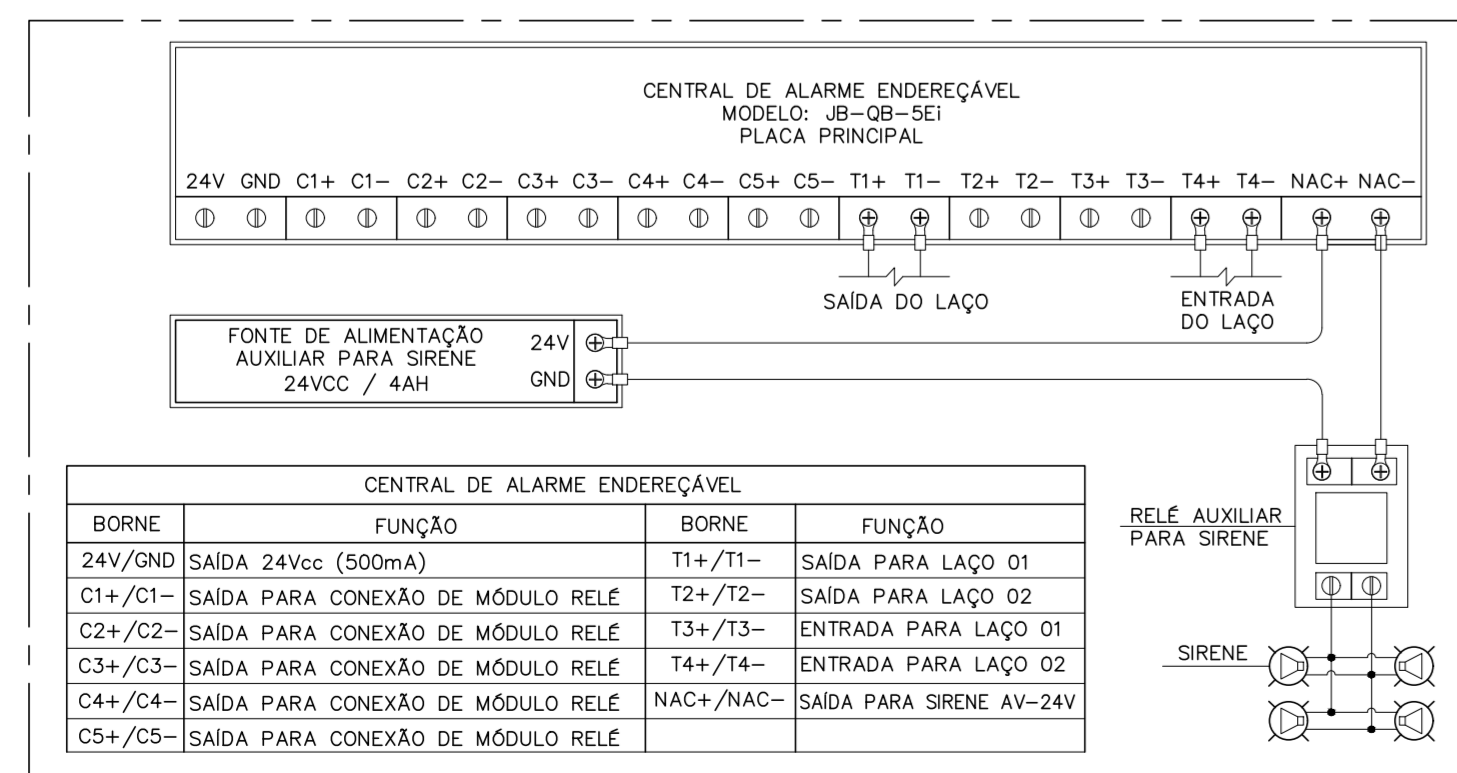 CENTRAL DE ALARME ENDEREÇÁVEL
MODELO: JB-QB-5Ei
PLACA PRINCIPAL
24V GND C1+ C1- C2+ C2- C3+ C3- C4+ C4- C5+ C5- T1+ T1- T2+ T2- T3+ T3- T4+ T4- NAC+ NAC-
SAÍDA DO LAÇO
ENTRADA
DO LAÇO
FONTE DE ALIMENTAÇÃO
AUXILIAR PARA SIRENE
24VCC / 4AH
24V
GND
CENTRAL DE ALARME ENDEREÇÁVEL
BORNE FUNÇÃO BORNE FUNÇÃO
24V/GND SAÍDA 24Vcc (500mA) T1+/T1- SAÍDA PARA LAÇO 01
C1+/C1- SAÍDA PARA CONEXÃO DE MÓDULO RELÉ T2+/T2- SAÍDA PARA LAÇO 02
C2+/C2- SAÍDA PARA CONEXÃO DE MÓDULO RELÉ T3+/T3- ENTRADA PARA LAÇO 01
C3+/C3- SAÍDA PARA CONEXÃO DE MÓDULO RELÉ T4+/T4- ENTRADA PARA LAÇO 02
C4+/C4- SAÍDA PARA CONEXÃO DE MÓDULO RELÉ NAC+/NAC- SAÍDA PARA SIRENE AV-24V
C5+/C5- SAÍDA PARA CONEXÃO DE MÓDULO RELÉ
RELÉ AUXILIAR
PARA SIRENE
SIRENE